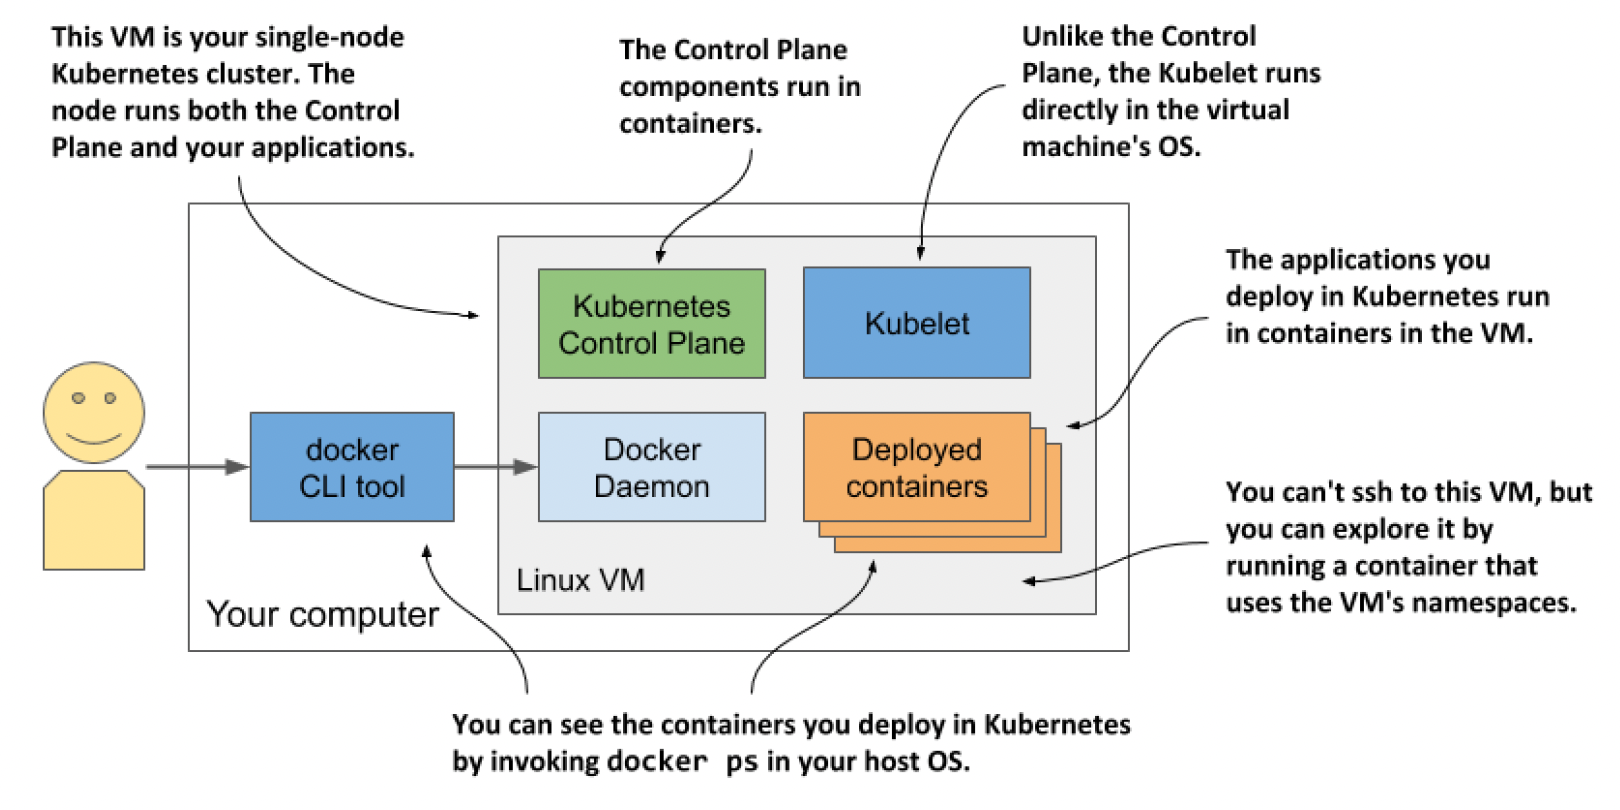 This VM is your single-node
Kubernetes cluster. The
node runs both the Control
Plane and your applications.
The Control Plane
components run in
containers.
Unlike the Control
Plane, the Kubelet runs
directly in the virtual
machine's OS.
Kubernetes
Control Plane
Kubelet
The applications you
deploy in Kubernetes run
in containers in the VM.
docker
CLI tool
Docker
Daemon
Deployed
containers
You can't ssh to this VM, but
you can explore it by
running a container that
uses the VM's namespaces.
Linux VM
Your computer
You can see the containers you deploy in Kubernetes
by invoking docker ps in your host OS.